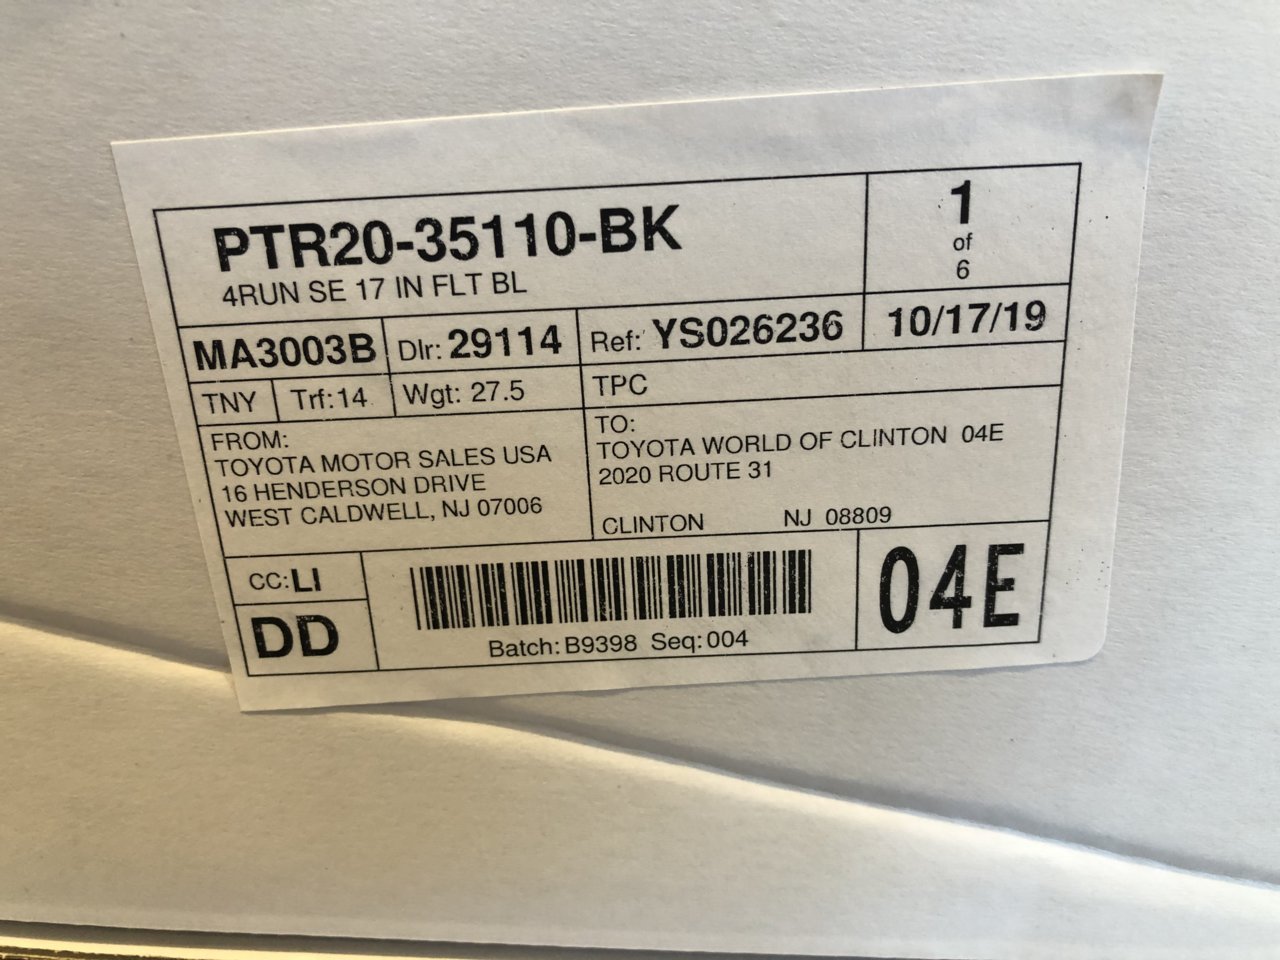 PTR20-35110-BK
4RUN SE 17 IN FLT BL
1
of
6
MA3003B
Dlr: 29114
Ref: YS026236
10/17/19
TNY
Trf:14
Wgt: 27.5
TPC
FROM:
TOYOTA MOTOR SALES USA
16 HENDERSON DRIVE
WEST CALDWELL, NJ 07006
TO:
TOYOTA WORLD OF CLINTON 04E
2020 ROUTE 31
CLINTON NJ 08809
CC:LI
DD
Batch: B9398 Seq: 004
04E